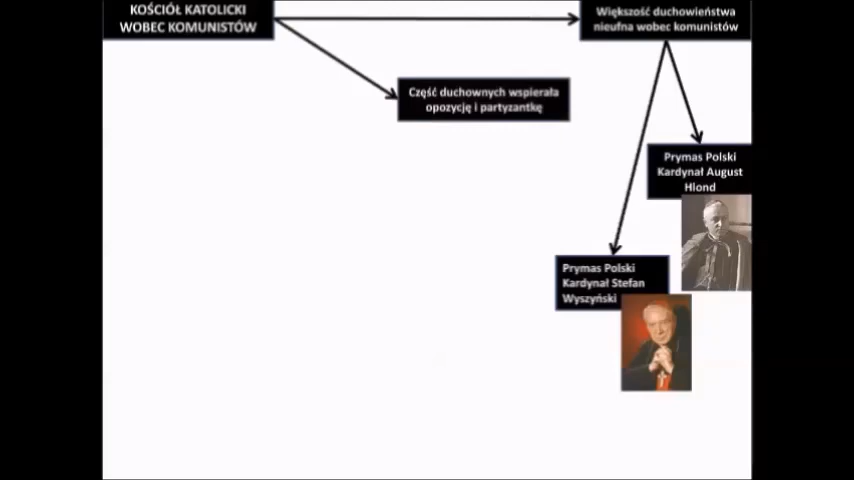 KOŚCIÓŁ KATOLICKI
WOBEC KOMUNISTÓW
Większość duchowieństwa
nieufna wobec komunistów
Część duchownych wspierała
opozycję i partyzantkę
Prymas Polski
Kardynał August
Hlond
Prymas Polski
Kardynał Stefan
Wyszyński